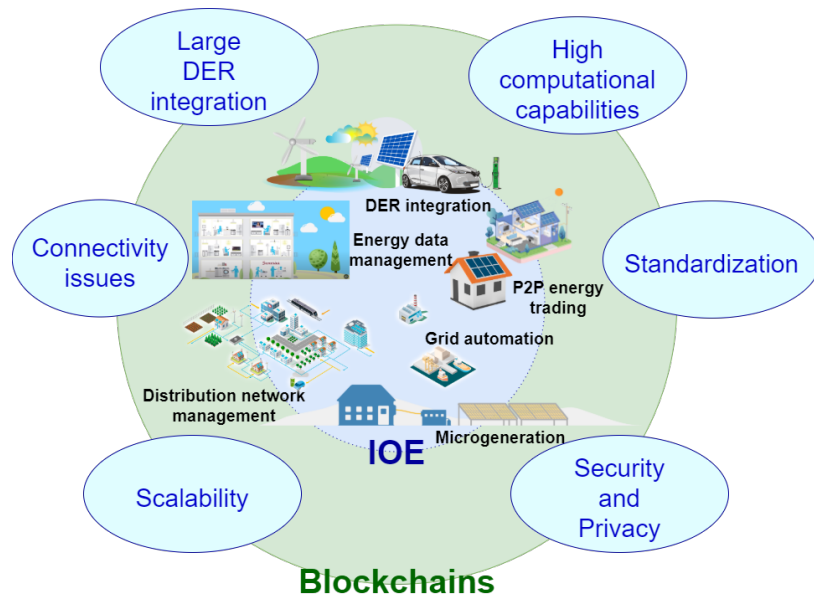 Large
DER
integration
High
computational
capabilities
DER integration
Energy data
management
Connectivity
issues
Standardization
P2P energy
trading
Grid automation
Distribution network
management
Microgeneration
IOE
Scalability
Security
and
Privacy
Blockchains